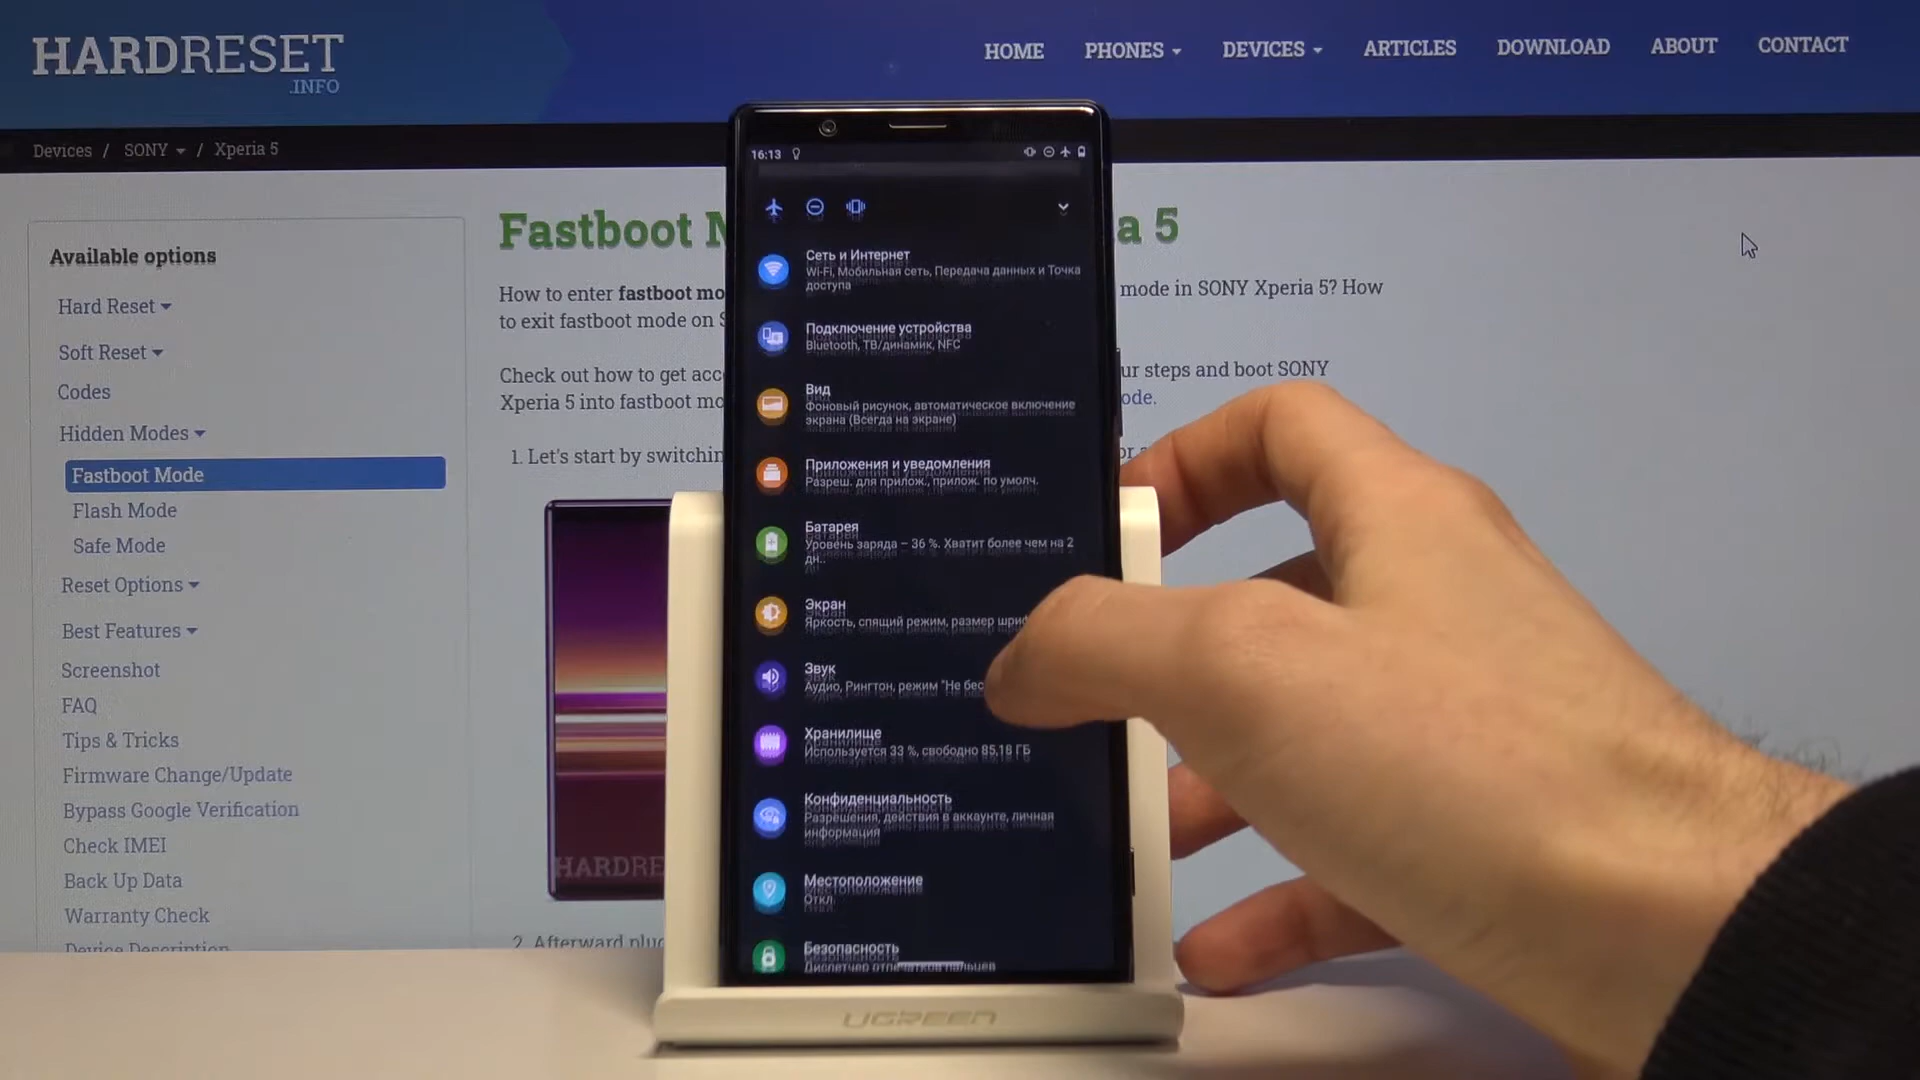 HARDRESET
.INFO
HOME PHONES DEVICES ARTICLES DOWNLOAD ABOUT CONTACT
Devices / SONY / Xperia 5
Available options
Hard Reset
Soft Reset
Codes
Hidden Modes
Fastboot Mode
Flash Mode
Safe Mode
Reset Options
Best Features
Screenshot
FAQ
Tips & Tricks
Firmware Change/Update
Bypass Google Verification
Check IMEI
Back Up Data
Warranty Check
Device Description
Fastboot a 5
How to enter fastboot mode in SONY Xperia 5? How
to exit fastboot mode on
Check out how to get steps and boot SONY
Xperia 5 into fastboot
1. Let's start by
HARDRE
2. Afterward
16:13
Сеть и Интернет
Wi-Fi, Мобильная сеть, Передача данных и Точка
доступа
Подключение устройства
Bluetooth, ТВ/динамик, NFC
Вид
Фоновый рисунок, автоматическое включение
экрана (Всегда на экране)
Приложения и уведомления
Разреш. для прилож., прилож. по умолч.
Батарея
Уровень заряда – 36 %. Хватит более чем на 2
дн..
Экран
Яркость, спящий режим, размер
Звук
Аудио, Рингтон, режим "Не бес
Хранилище
Используется 33 %, свободно 85,18 ГБ
Конфиденциальность
Разрешения, действия в аккаунте, личная
информация
Местоположение
Откл.
Безопасность
Диспетчер отпечатков пальцев
UGREEN